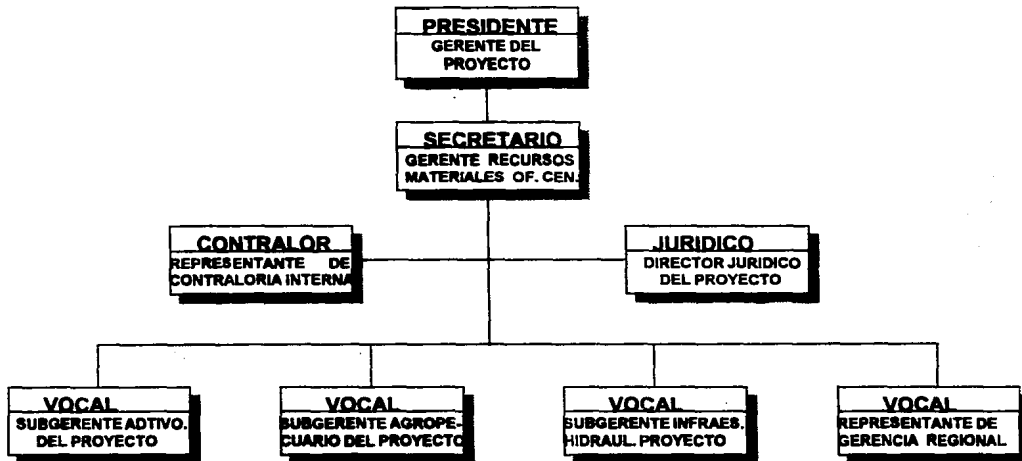 PRESIDENTE
GERENTE DEL
PROYECTO
SECRETARIO
GERENTE RECURSOS
MATERIALES OF. CEN.
CONTRALOR
REPRESENTANTE DE
CONTRALORIA INTERNA
JURIDICO
DIRECTOR JURIDICO
DEL PROYECTO
VOCAL
SUBGERENTE ADTIVO.
DEL PROYECTO
VOCAL
SUBGERENTE AGROPE-
CUARIO DEL PROYECTO
VOCAL
SUBGERENTE INFRAES.
HIDRAUL. PROYECTO
VOCAL
REPRESENTANTE DE
GERENCIA REGIONAL